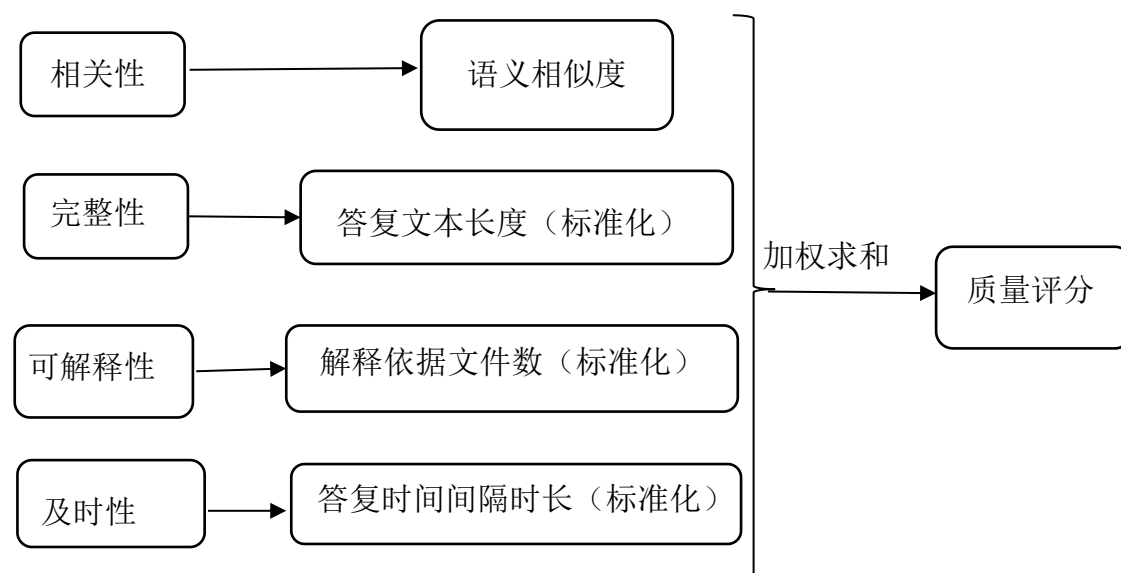 相关性
语义相似度
完整性
答复文本长度（标准化）
可解释性
解释依据文件数（标准化）
及时性
答复时间间隔时长（标准化）
加权求和
质量评分